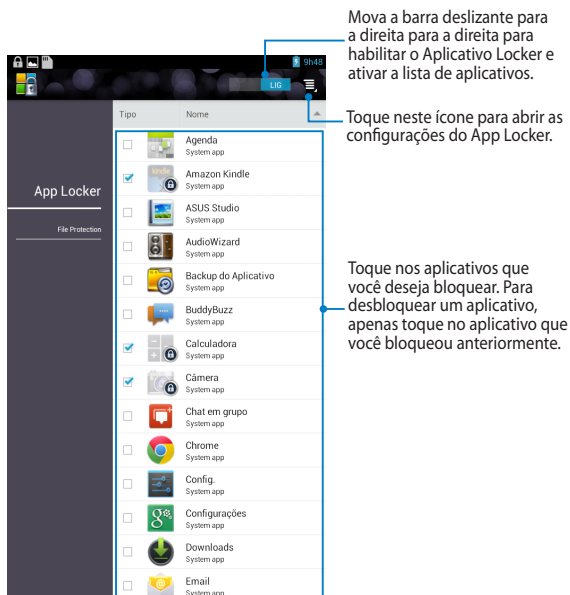 Mova a barra deslizante para
a direita para a direita para
habilitar o Aplicativo Locker e
ativar a lista de aplicativos.
9h48
LIG
Toque neste ícone para abrir as
configurações do App Locker.
Tipo Nome
App Locker
File Protection
Agenda
System app
Amazon Kindle
System app
ASUS Studio
System app
AudioWizard
System app
Backup do Aplicativo
System app
BuddyBuzz
System app
Calculadora
System app
Câmera
System app
Chat em grupo
System app
Chrome
System app
Config.
System app
Configurações
System app
Downloads
System app
Email
System app
Toque nos aplicativos que
você deseja bloquear. Para
desbloquear um aplicativo,
apenas toque no aplicativo que
você bloqueou anteriormente.